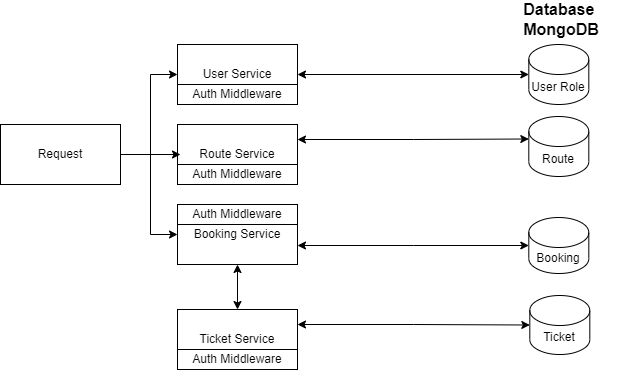 Database
MongoDB
User Service
Auth Middleware
User Role
Request
Route Service
Auth Middleware
Route
Auth Middleware
Booking Service
Booking
Ticket Service
Auth Middleware
Ticket